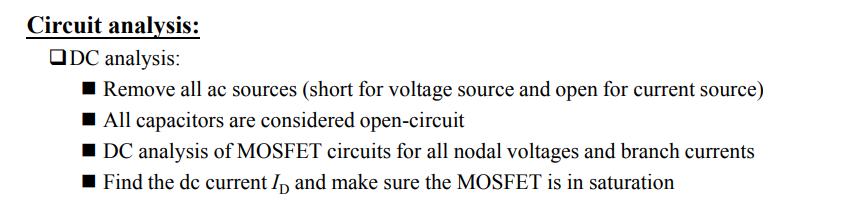 Circuit analysis:
❑DC analysis:
■ Remove all ac sources (short for voltage source and open for current source)
■ All capacitors are considered open-circuit
■ DC analysis of MOSFET circuits for all nodal voltages and branch currents
■ Find the dc current I_D and make sure the MOSFET is in saturation